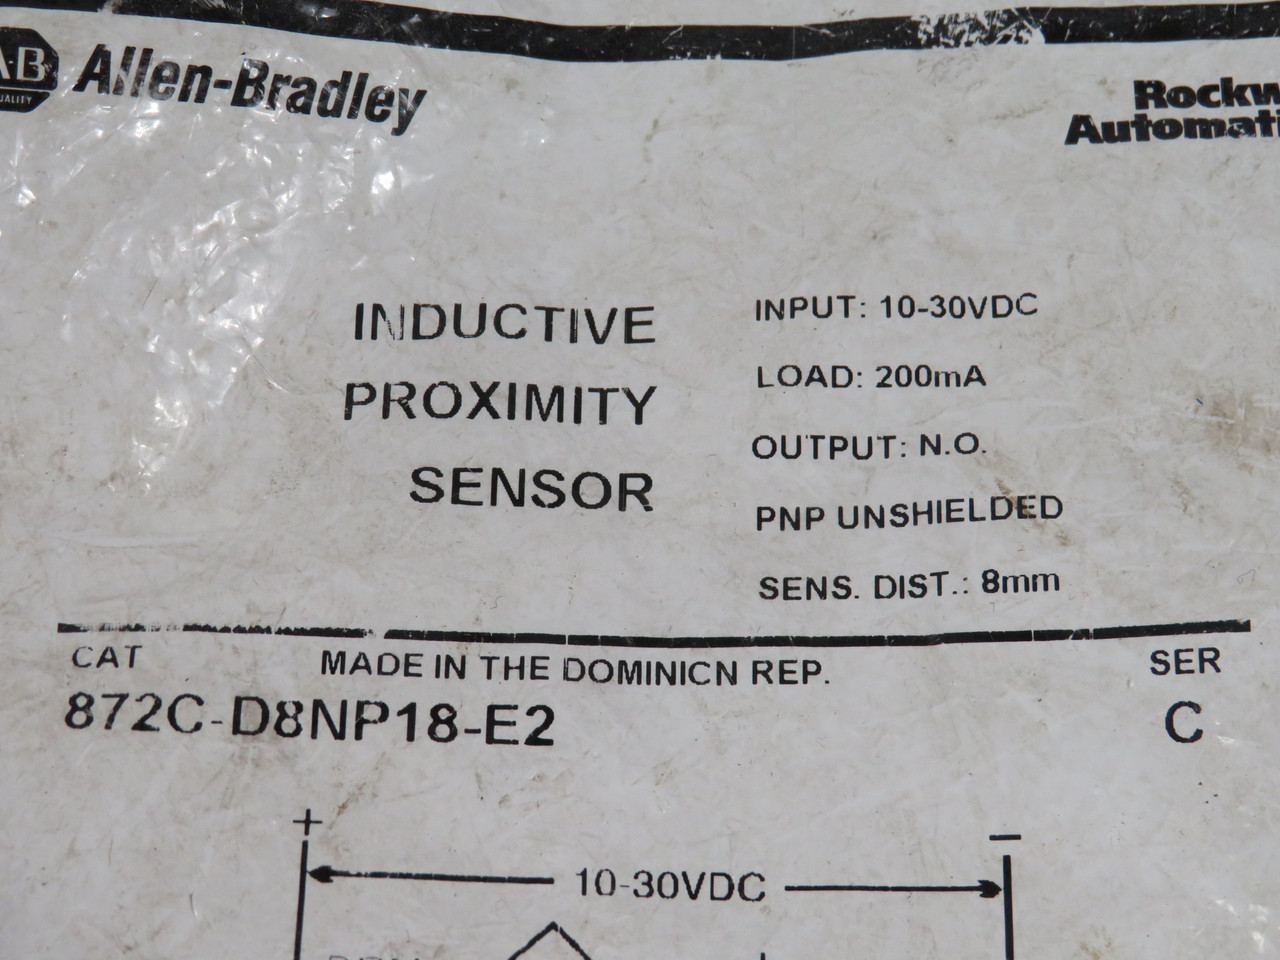 A-B
QUALITY
Allen-Bradley
Rockw
Automati
INDUCTIVE
PROXIMITY
SENSOR
INPUT: 10-30VDC
LOAD: 200mA
OUTPUT: N.O.
PNP UNSHIELDED
SENS. DIST.: 8mm
CAT
MADE IN THE DOMINICN REP.
SER
872C-D8NP18-E2
C
+
−
10-30VDC